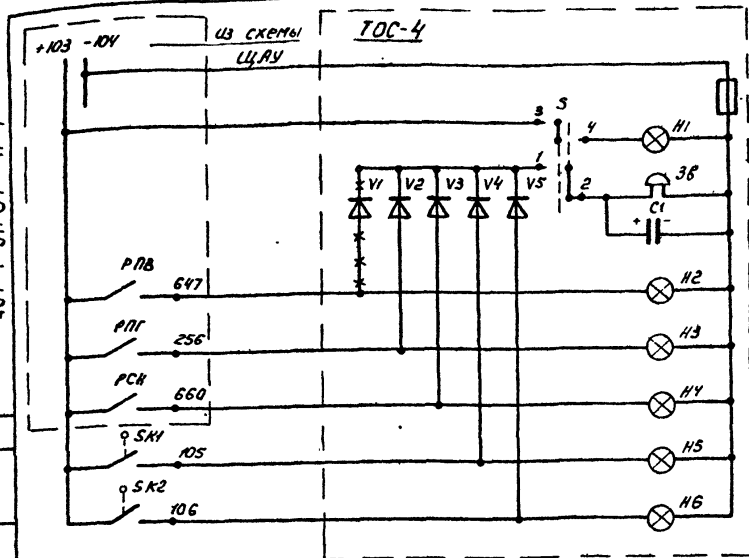 +103 -104
из схемы
ЩАУ
ТОС-4
3
S
4
H1
1
2
Зв
+ C1 -
V1 V2 V3 V4 V5
РПВ
647
H2
РПГ
256
H3
РСН
660
H4
SK1
105
H5
SK2
106
H6